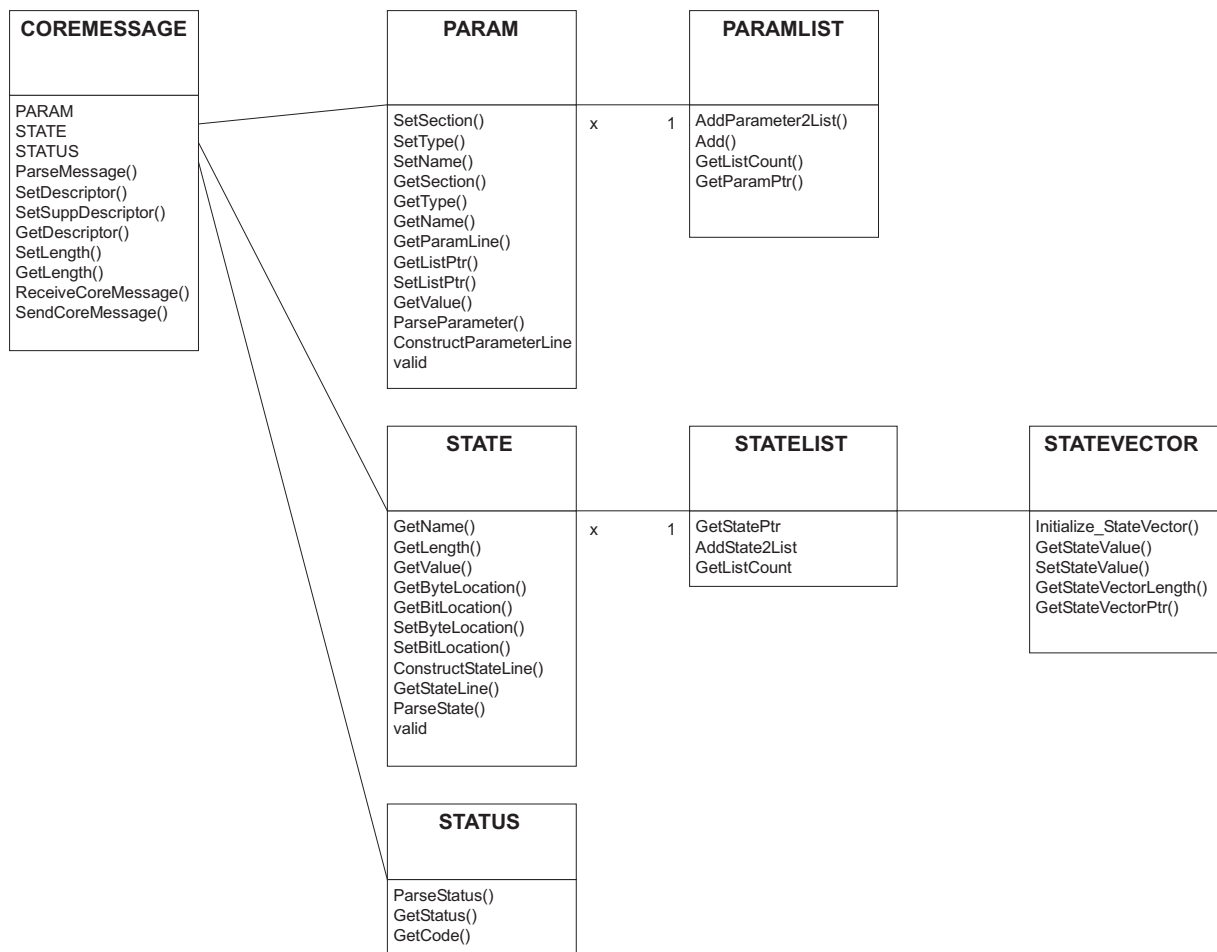 COREMESSAGE
PARAM
STATE
STATUS
ParseMessage()
SetDescriptor()
SetSuppDescriptor()
GetDescriptor()
SetLength()
GetLength()
ReceiveCoreMessage()
SendCoreMessage()
PARAM
SetSection()
SetType()
SetName()
GetSection()
GetType()
GetName()
GetParamLine()
GetListPtr()
SetListPtr()
GetValue()
ParseParameter()
ConstructParameterLine
valid
x
1
PARAMLIST
AddParameter2List()
Add()
GetListCount()
GetParamPtr()
STATE
GetName()
GetLength()
GetValue()
GetByteLocation()
GetBitLocation()
SetByteLocation()
SetBitLocation()
ConstructStateLine()
GetStateLine()
ParseState()
valid
x
1
STATELIST
GetStatePtr
AddState2List
GetListCount
STATEVECTOR
Initialize_StateVector()
GetStateValue()
SetStateValue()
GetStateVectorLength()
GetStateVectorPtr()
STATUS
ParseStatus()
GetStatus()
GetCode()